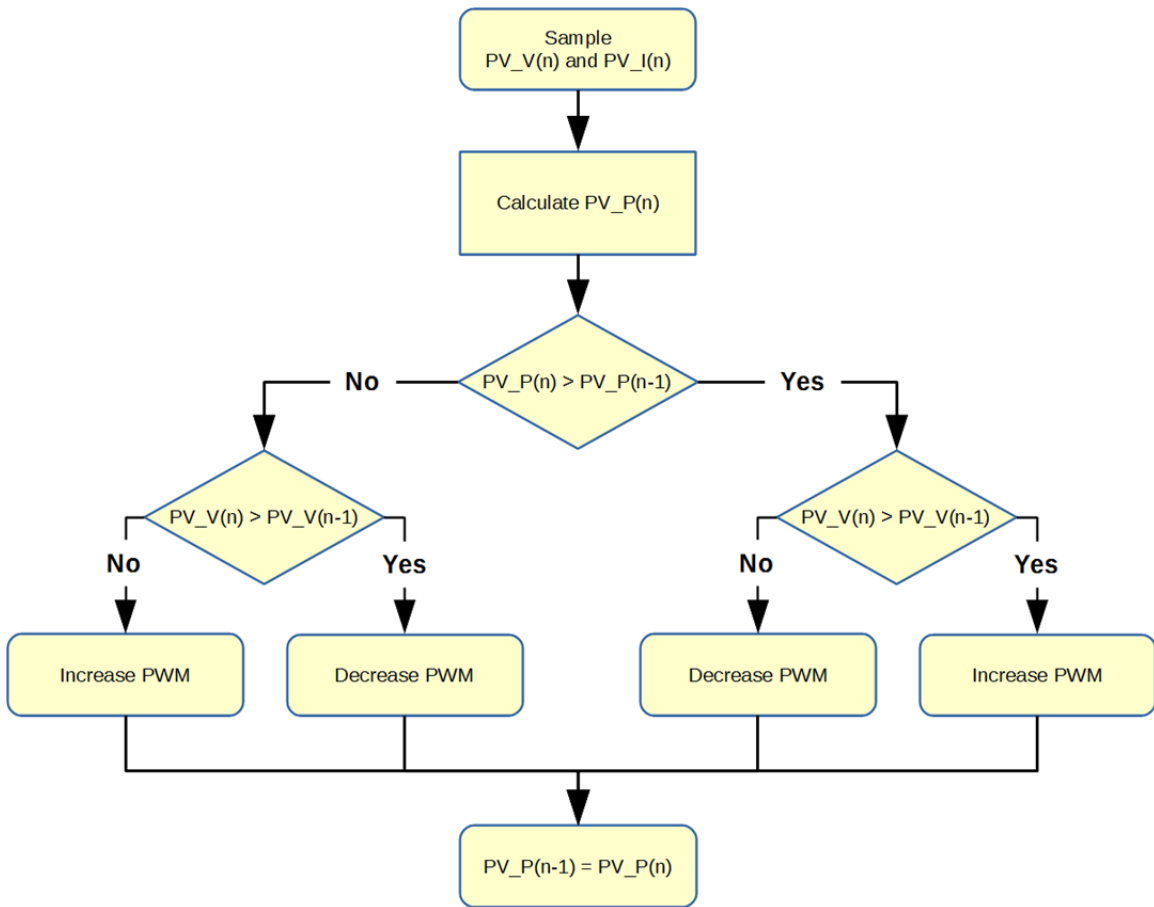 Sample
PV_V(n) and PV_I(n)
Calculate PV_P(n)
No
PV_P(n) > PV_P(n-1)
Yes
PV_V(n) > PV_V(n-1)
PV_V(n) > PV_V(n-1)
No
Yes
No
Yes
Increase PWM
Decrease PWM
Decrease PWM
Increase PWM
PV_P(n-1) = PV_P(n)